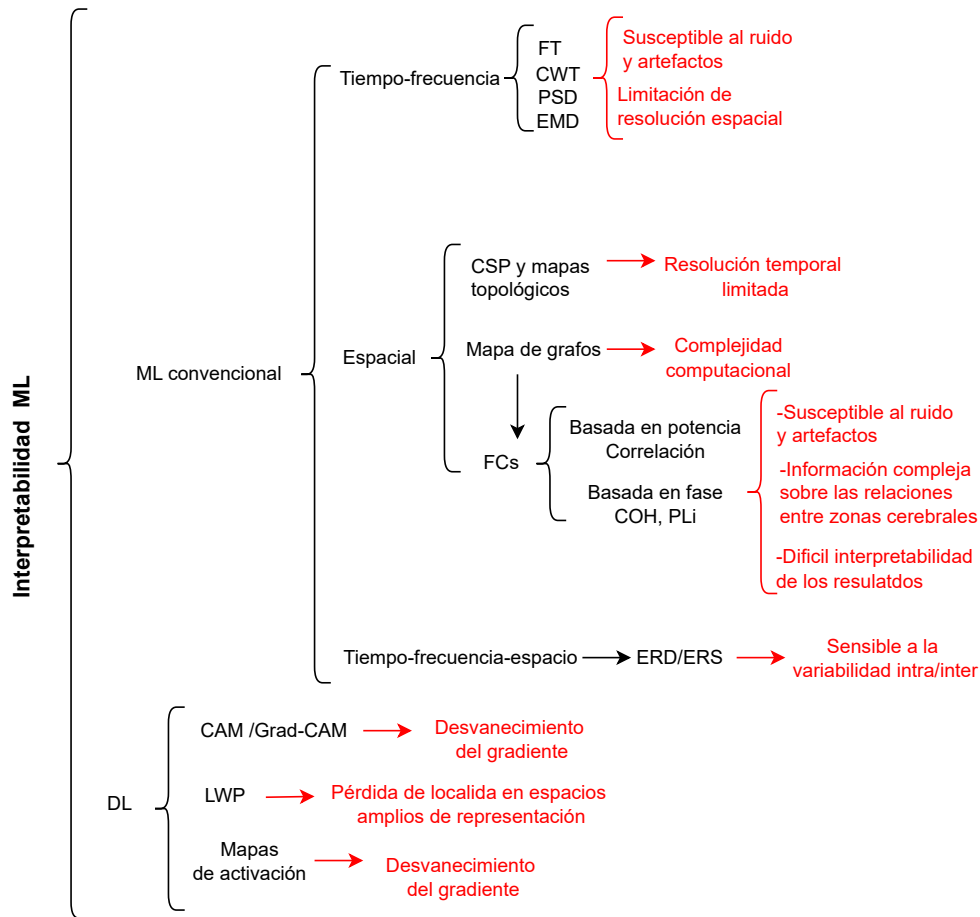 Interpretabilidad ML
ML convencional
Tiempo-frecuencia
FT
CWT
PSD
EMD
Susceptible al ruido
y artefactos
Limitación de
resolución espacial
Espacial
CSP y mapas
topológicos
Resolución temporal
limitada
Mapa de grafos
Complejidad
computacional
FCs
Basada en potencia
Correlación
Basada en fase
COH, PLi
-Susceptible al ruido
y artefactos
-Información compleja
sobre las relaciones
entre zonas cerebrales
-Dificil interpretabilidad
de los resulatdos
Tiempo-frecuencia-espacio
ERD/ERS
Sensible a la
variabilidad intra/inter
DL
CAM /Grad-CAM
Desvanecimiento
del gradiente
LWP
Pérdida de localida en espacios
amplios de representación
Mapas
de activación
Desvanecimiento
del gradiente